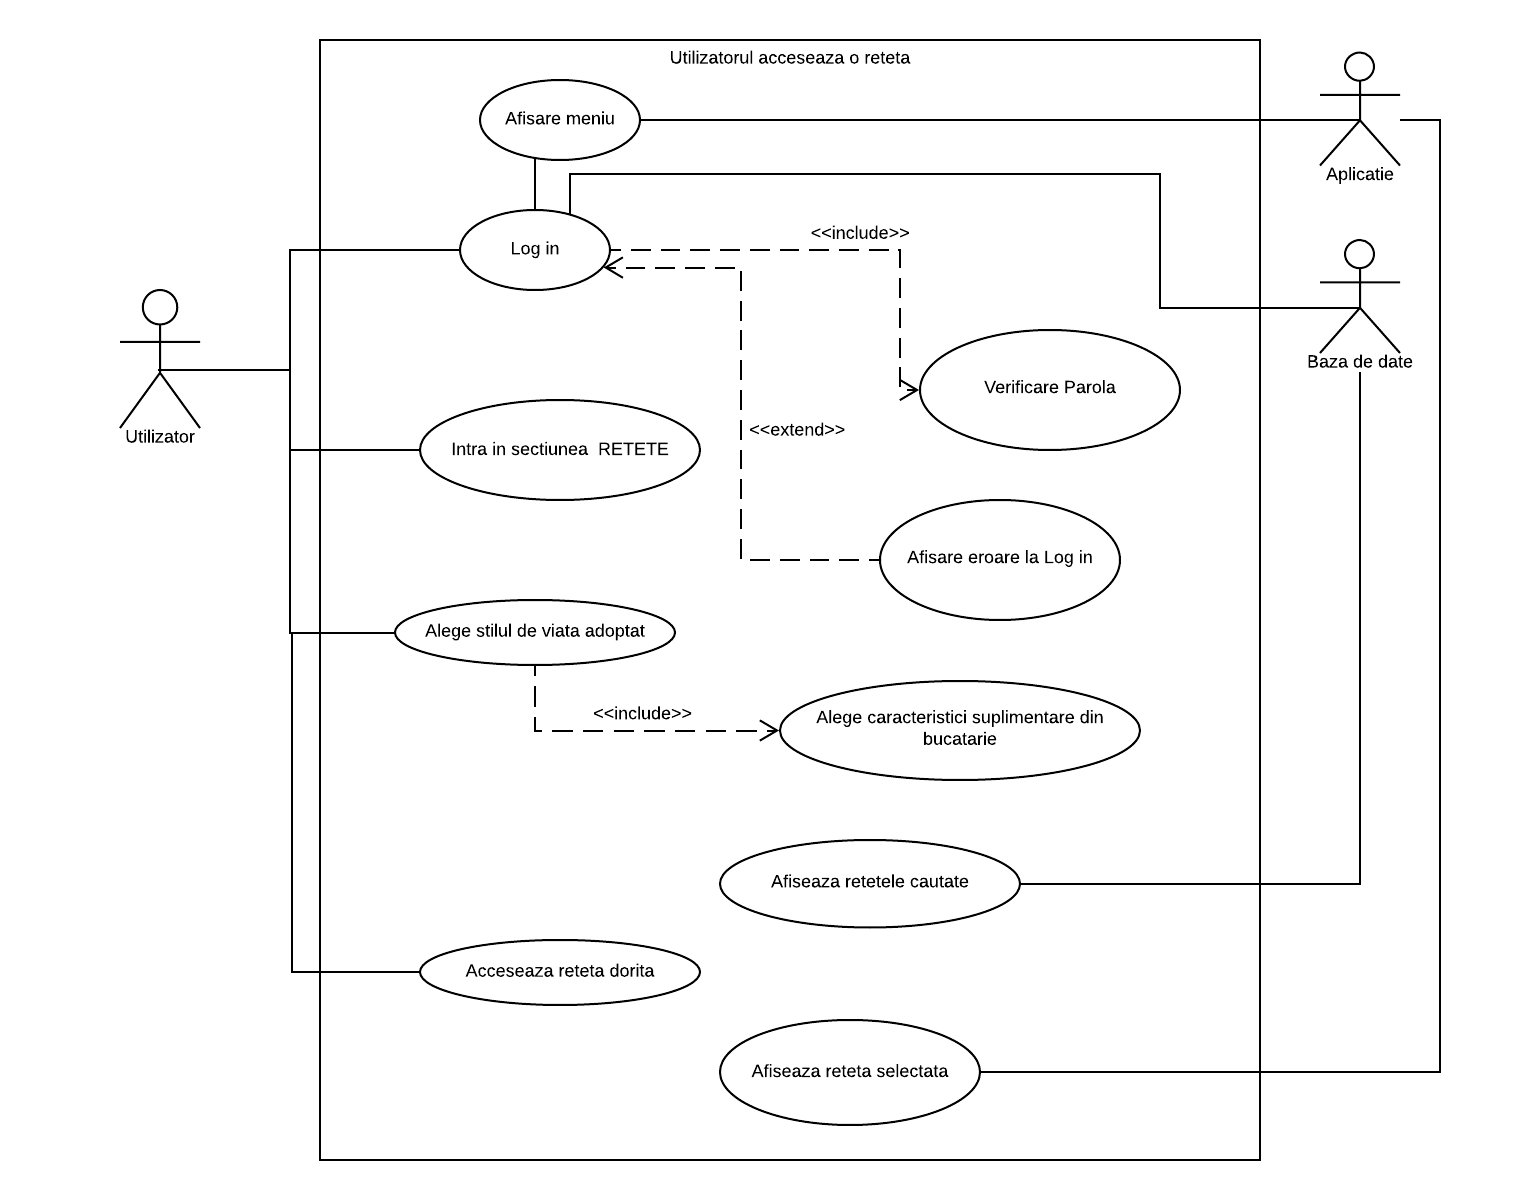 Utilizatorul acceseaza o reteta
Afisare meniu
Aplicatie
Log in
<<include>>
Baza de date
Verificare Parola
Utilizator
<<extend>>
Intra in sectiunea  RETETE
Afisare eroare la Log in
Alege stilul de viata adoptat
<<include>>
Alege caracteristici suplimentare din
bucatarie
Afiseaza retetele cautate
Acceseaza reteta dorita
Afiseaza reteta selectata